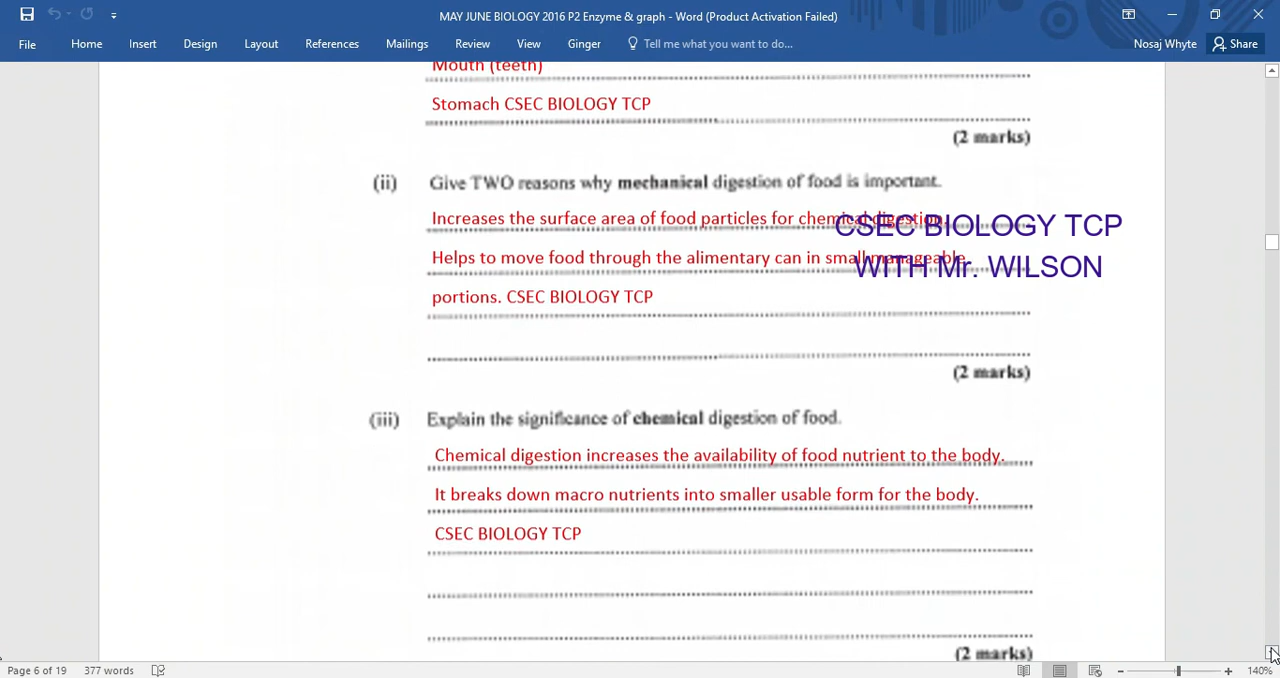 MAY JUNE BIOLOGY 2016 P2 Enzyme & graph - Word (Product Activation Failed)
File Home Insert Design Layout References Mailings Review View Ginger Tell me what you want to do... Nosaj Whyte Share
Mouth (teeth)
Stomach CSEC BIOLOGY TCP
(2 marks)
(ii) Give TWO reasons why mechanical digestion of food is important.
Increases the surface area of food particles for chemical digestion.
CSEC BIOLOGY TCP
Helps to move food through the alimentary can in small manageable
WITH Mr. WILSON
portions. CSEC BIOLOGY TCP
(2 marks)
(iii) Explain the significance of chemical digestion of food.
Chemical digestion increases the availability of food nutrient to the body.
It breaks down macro nutrients into smaller usable form for the body.
CSEC BIOLOGY TCP
(2 marks)
Page 6 of 19 377 words 140%